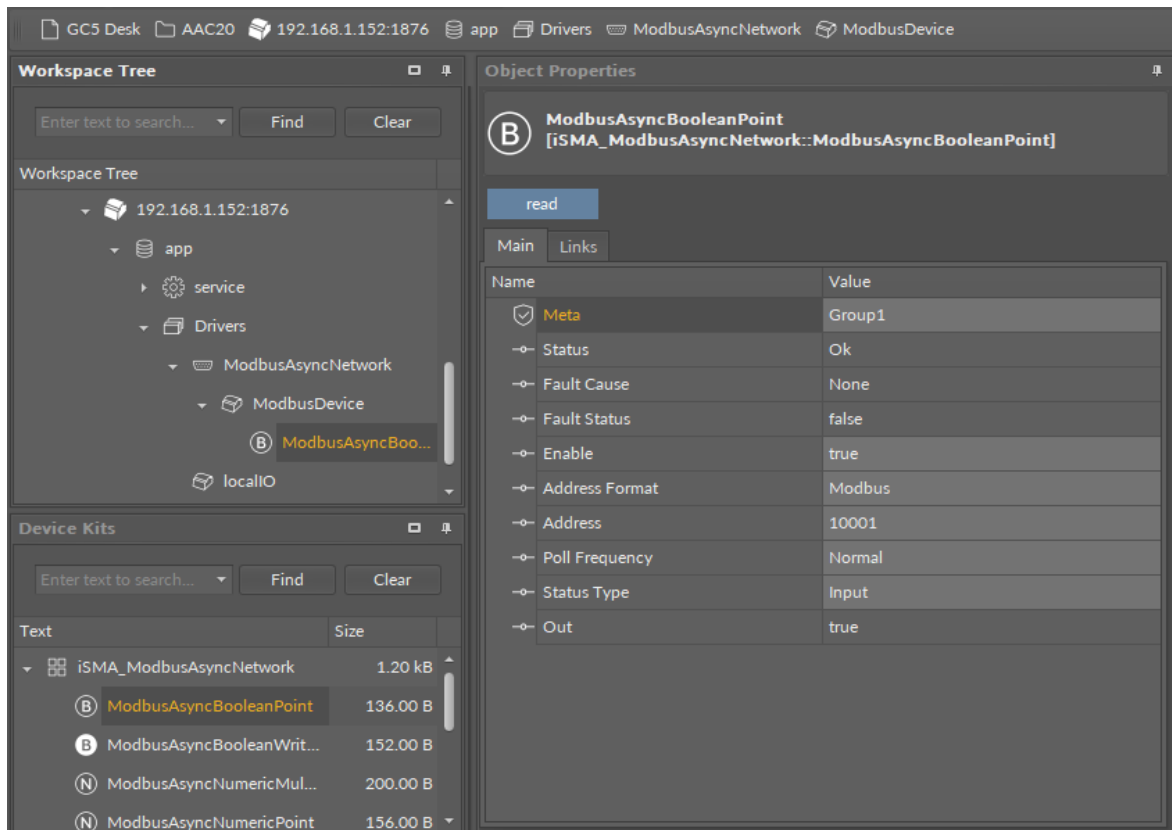 GC5 Desk AAC20 192.168.1.152:1876 app Drivers ModbusAsyncNetwork ModbusDevice
Workspace Tree
Enter text to search... Find Clear
Workspace Tree
192.168.1.152:1876
app
service
Drivers
ModbusAsyncNetwork
ModbusDevice
B ModbusAsyncBoo...
localIO
Device Kits
Enter text to search... Find Clear
Text Size
iSMA_ModbusAsyncNetwork 1.20 kB
B ModbusAsyncBooleanPoint 136.00 B
B ModbusAsyncBooleanWrit... 152.00 B
N ModbusAsyncNumericMul... 200.00 B
N ModbusAsyncNumericPoint 156.00 B
Object Properties
B ModbusAsyncBooleanPoint
[iSMA_ModbusAsyncNetwork::ModbusAsyncBooleanPoint]
read
Main Links
Name Value
Meta Group1
Status Ok
Fault Cause None
Fault Status false
Enable true
Address Format Modbus
Address 10001
Poll Frequency Normal
Status Type Input
Out true